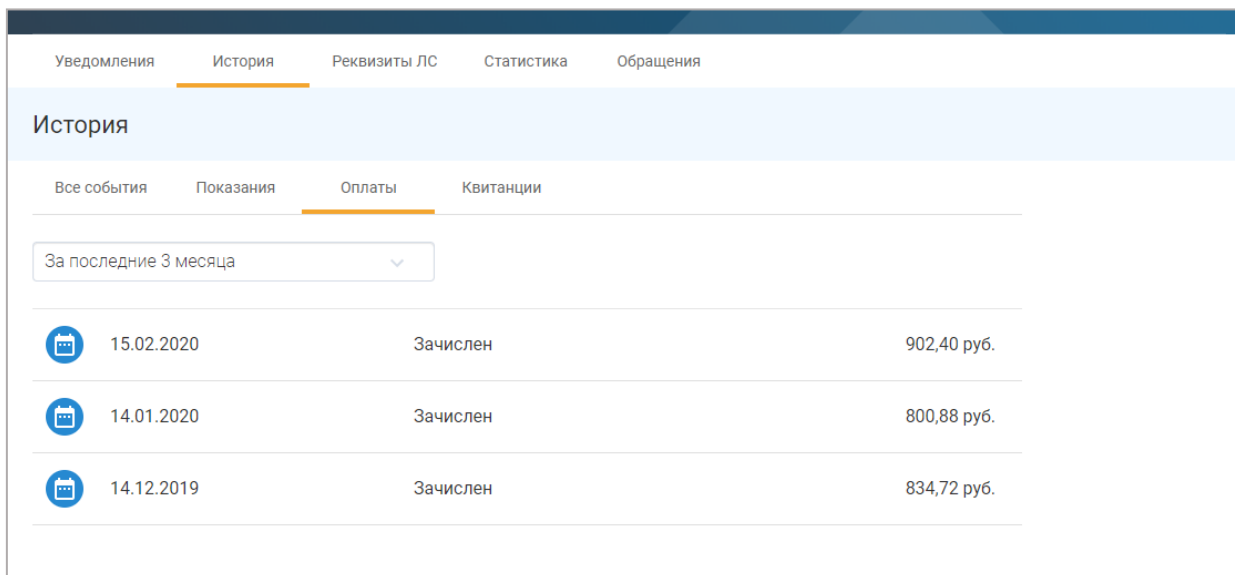 Уведомления История Реквизиты ЛС Статистика Обращения
История
Все события Показания Оплаты Квитанции
За последние 3 месяца
15.02.2020 Зачислен 902,40 руб.
14.01.2020 Зачислен 800,88 руб.
14.12.2019 Зачислен 834,72 руб.